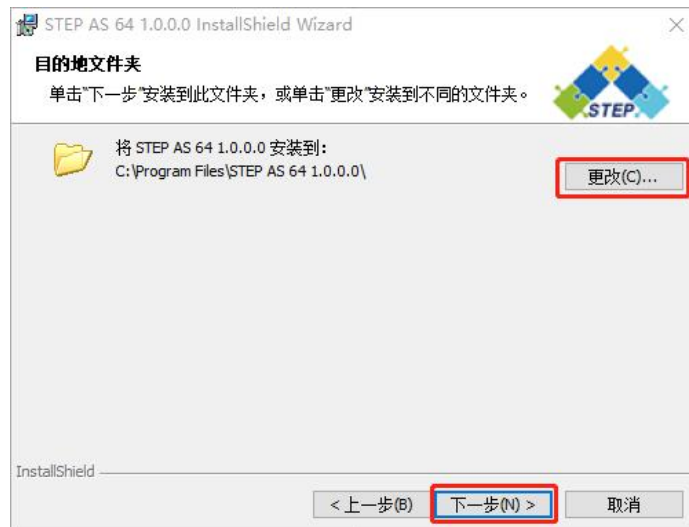 STEP AS 64 1.0.0.0 InstallShield Wizard
目的地文件夹
单击"下一步"安装到此文件夹，或单击"更改"安装到不同的文件夹。
STEP
将 STEP AS 64 1.0.0.0 安装到：
C:\Program Files\STEP AS 64 1.0.0.0\
更改(C)...
InstallShield
<上一步(B)
下一步(N) >
取消